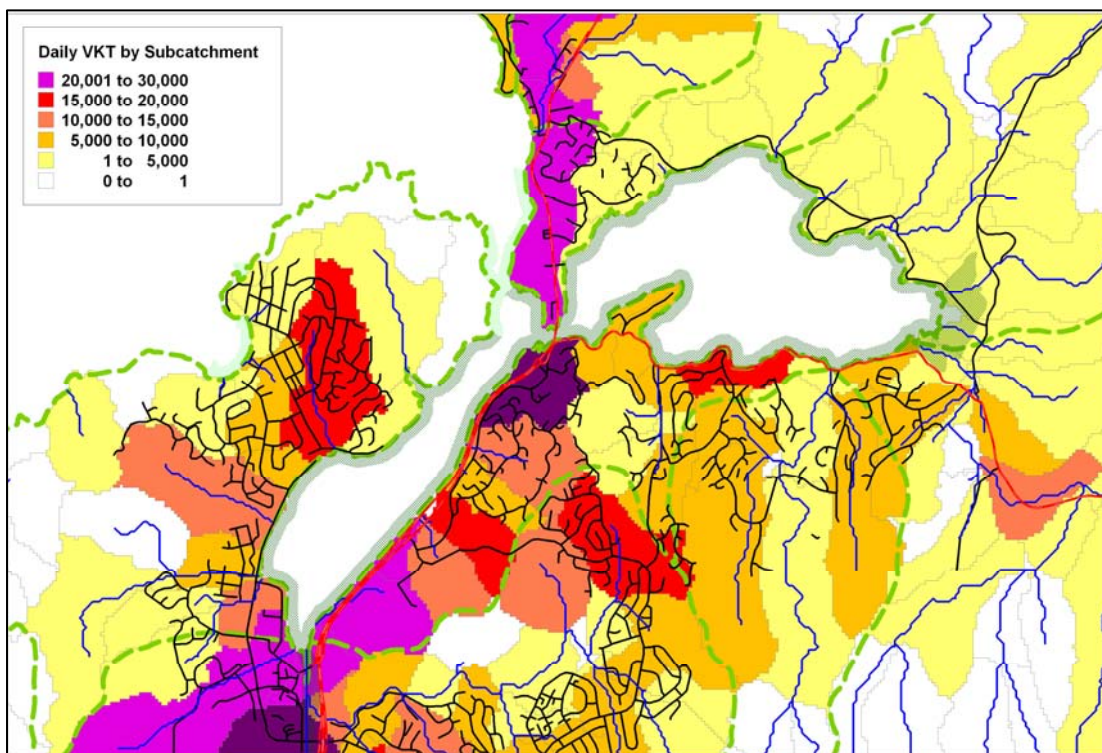 Daily VKT by Subcatchment
20,001 to 30,000
15,000 to 20,000
10,000 to 15,000
5,000 to 10,000
1 to 5,000
0 to 1